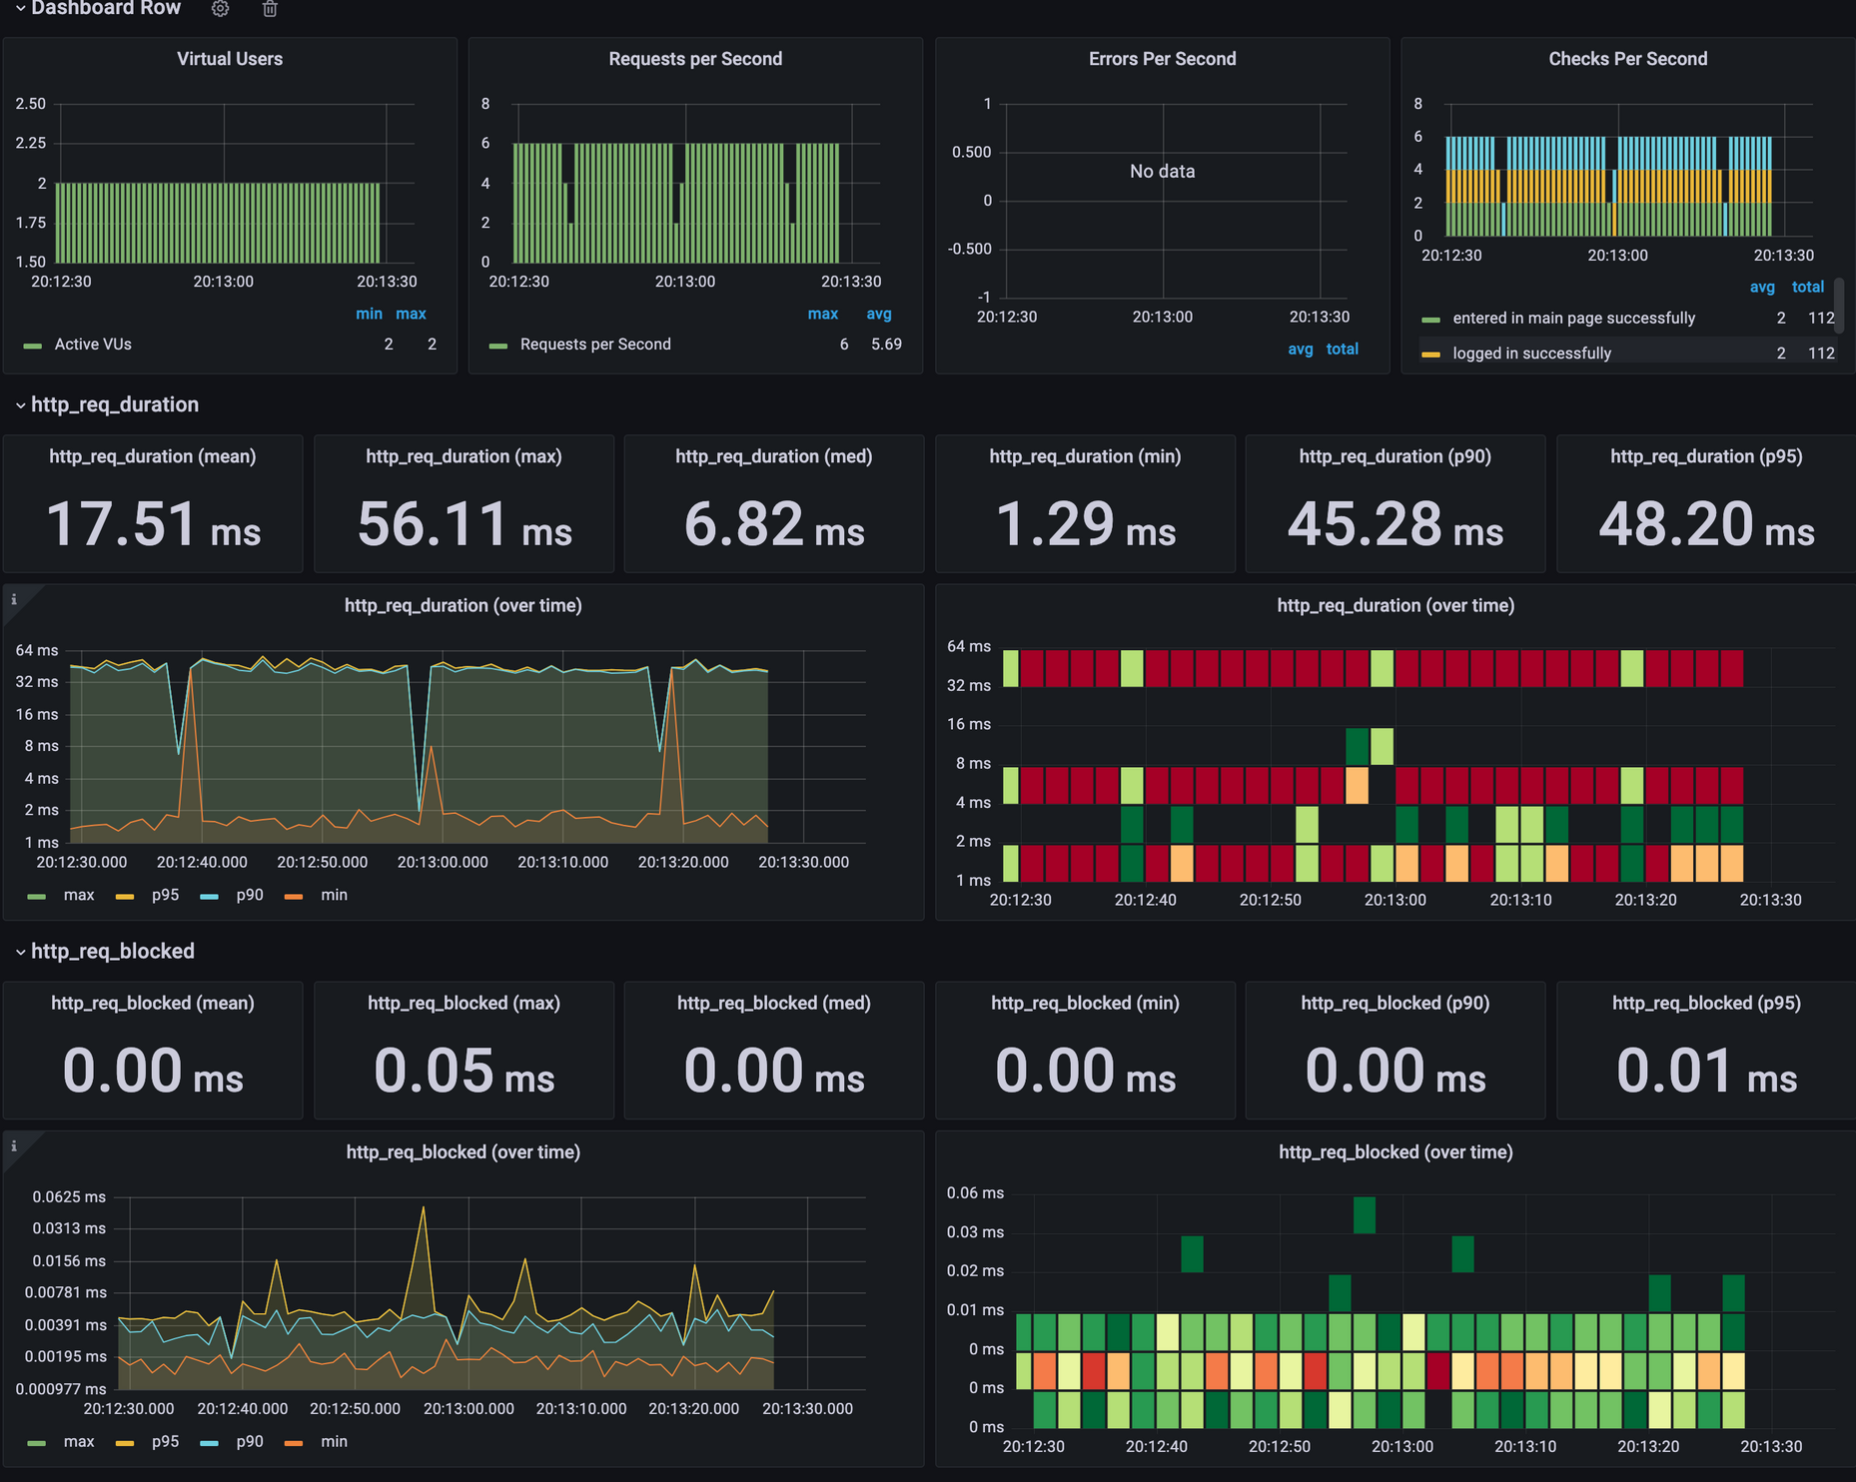 Dashboard Row
Virtual Users
2.50
2.25
2
1.75
1.50
20:12:30 20:13:00 20:13:30
min max
Active VUs 2 2
Requests per Second
8
6
4
2
0
20:12:30 20:13:00 20:13:30
max avg
Requests per Second 6 5.69
Errors Per Second
1
0.500
0
-0.500
-1
No data
20:12:30 20:13:00 20:13:30
avg total
Checks Per Second
8
6
4
2
0
20:12:30 20:13:00 20:13:30
avg total
entered in main page successfully 2 112
logged in successfully 2 112
http_req_duration
http_req_duration (mean)
17.51 ms
http_req_duration (max)
56.11 ms
http_req_duration (med)
6.82 ms
http_req_duration (min)
1.29 ms
http_req_duration (p90)
45.28 ms
http_req_duration (p95)
48.20 ms
i
http_req_duration (over time)
64 ms
32 ms
16 ms
8 ms
4 ms
2 ms
1 ms
20:12:30.000 20:12:40.000 20:12:50.000 20:13:00.000 20:13:10.000 20:13:20.000 20:13:30.000
max p95 p90 min
http_req_duration (over time)
64 ms
32 ms
16 ms
8 ms
4 ms
2 ms
1 ms
20:12:30 20:12:40 20:12:50 20:13:00 20:13:10 20:13:20 20:13:30
http_req_blocked
http_req_blocked (mean)
0.00 ms
http_req_blocked (max)
0.05 ms
http_req_blocked (med)
0.00 ms
http_req_blocked (min)
0.00 ms
http_req_blocked (p90)
0.00 ms
http_req_blocked (p95)
0.01 ms
i
http_req_blocked (over time)
0.0625 ms
0.0313 ms
0.0156 ms
0.00781 ms
0.00391 ms
0.00195 ms
0.000977 ms
20:12:30.000 20:12:40.000 20:12:50.000 20:13:00.000 20:13:10.000 20:13:20.000 20:13:30.000
max p95 p90 min
http_req_blocked (over time)
0.06 ms
0.03 ms
0.02 ms
0.01 ms
0 ms
0 ms
0 ms
20:12:30 20:12:40 20:12:50 20:13:00 20:13:10 20:13:20 20:13:30